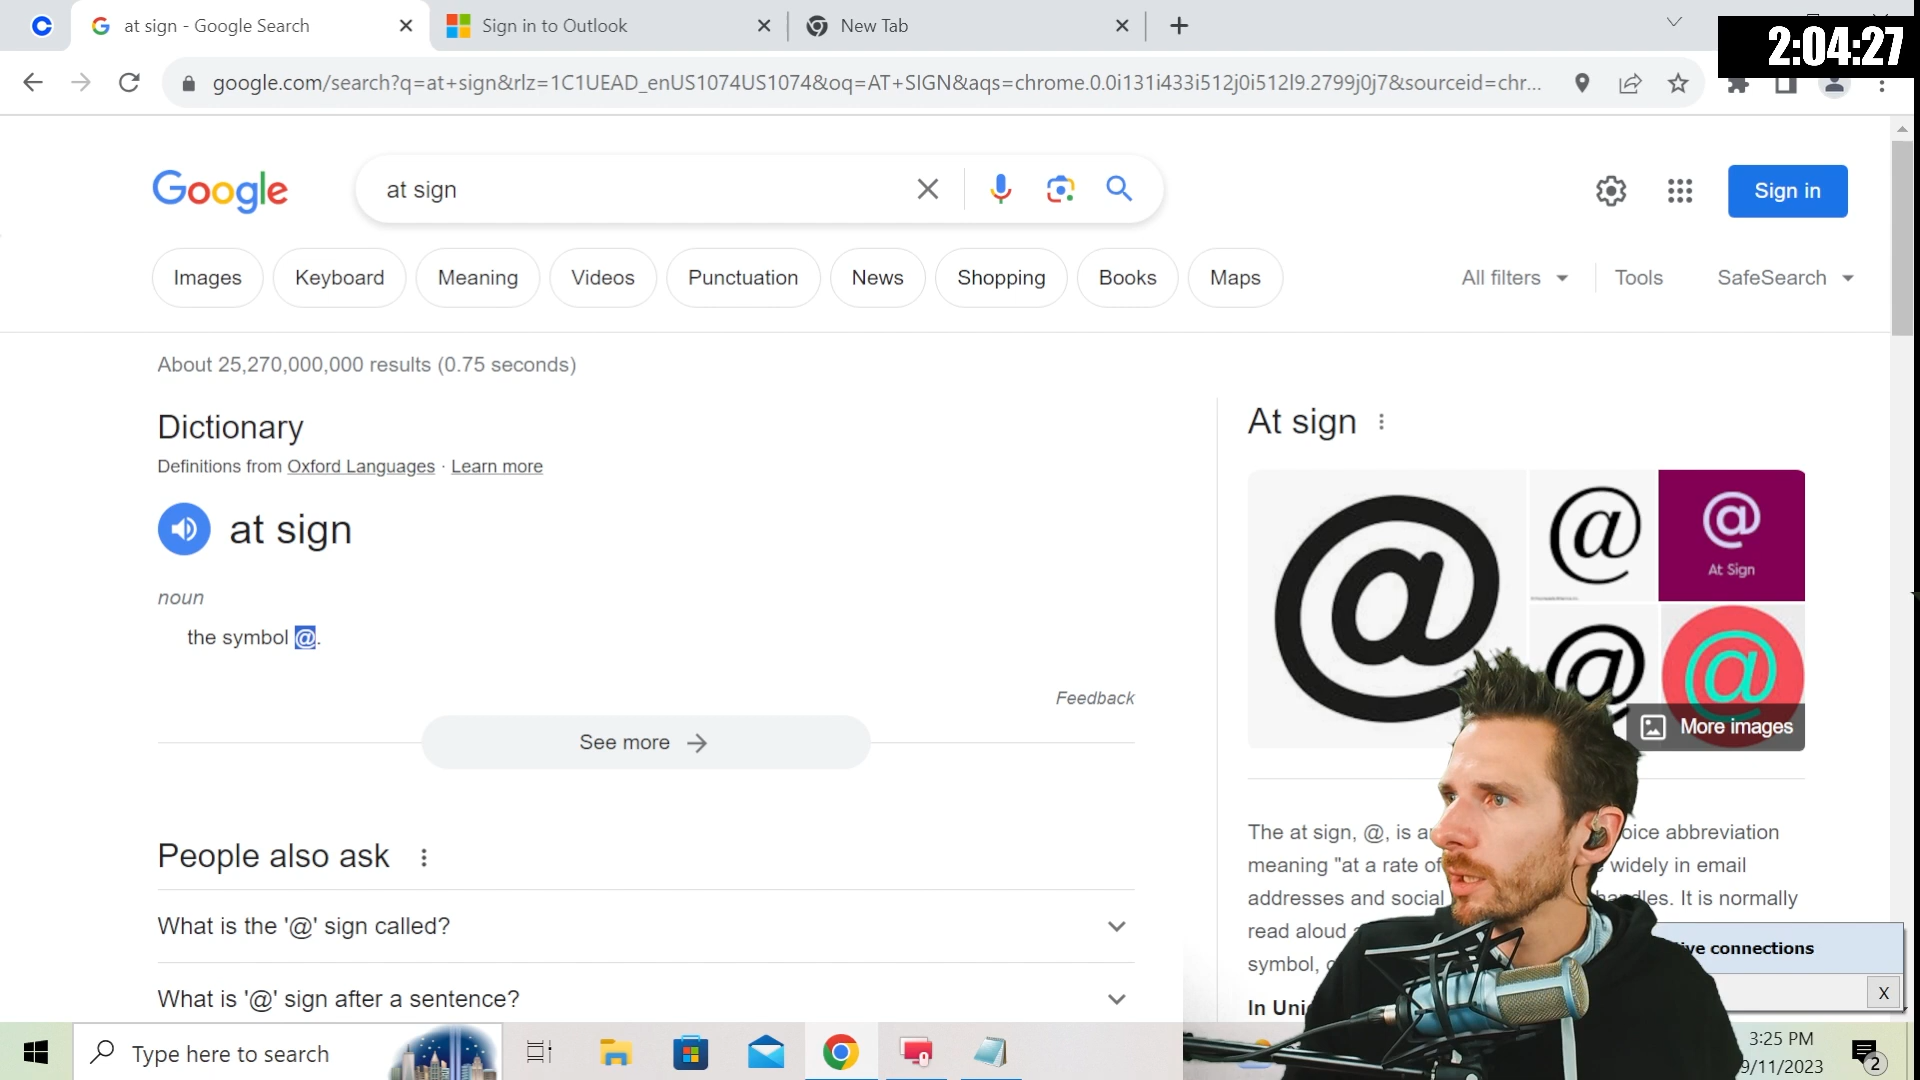 at sign - Google Search
Sign in to Outlook
New Tab
2:04:27
google.com/search?q=at+sign&rlz=1C1UEAD_enUS1074US1074&oq=AT+SIGN&aqs=chrome.0.0i131i433i512j0i512l9.2799j0j7&sourceid=chr...
Google
at sign
Sign in
Images
Keyboard
Meaning
Videos
Punctuation
News
Shopping
Books
Maps
All filters
Tools
SafeSearch
About 25,270,000,000 results (0.75 seconds)
Dictionary
Definitions from Oxford Languages · Learn more
at sign
noun
the symbol @.
Feedback
See more
People also ask
What is the '@' sign called?
What is '@' sign after a sentence?
At sign
@
@
@
At Sign
@
@
More images
The at sign, @, is a oice abbreviation
meaning "at a rate of widely in email
addresses and social handles. It is normally
read aloud
symbol,
In Uni
ive connections
X
Type here to search
0
3:25 PM
9/11/2023
2